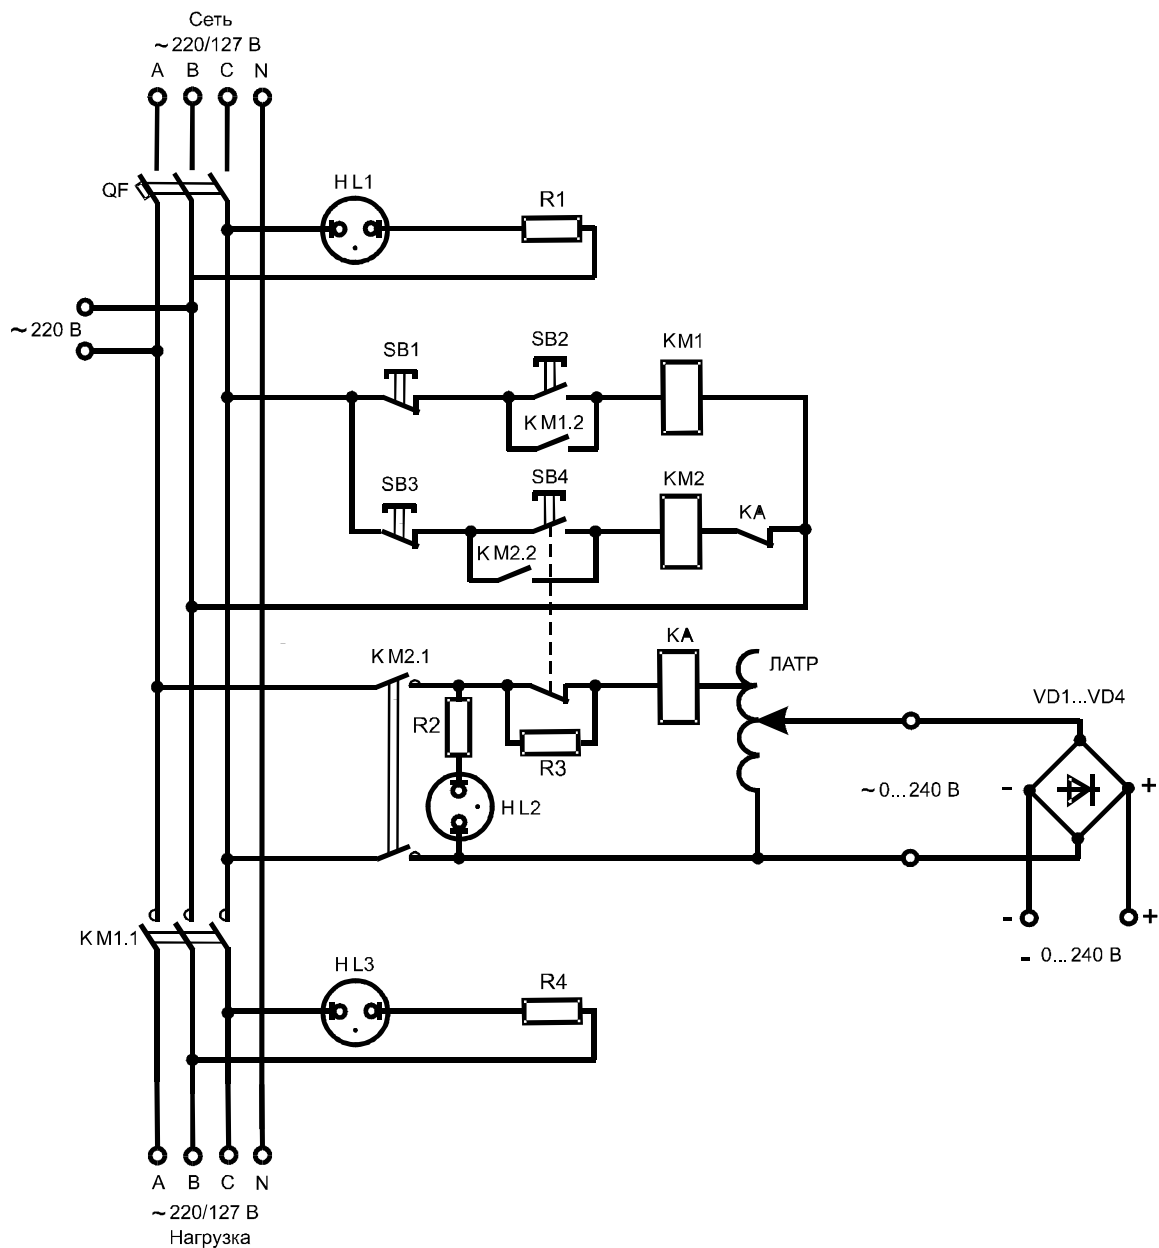 Сеть
~ 220/127 В
A B C N
QF
HL1
R1
~ 220 В
SB1
SB2
KM1
KM1.2
SB3
SB4
KM2
KA
KM2.2
KM2.1
KA
ЛАТР
R2
R3
HL2
VD1...VD4
~ 0... 240 В
- +
- +
- 0... 240 В
KM1.1
HL3
R4
A B C N
~ 220/127 В
Нагрузка